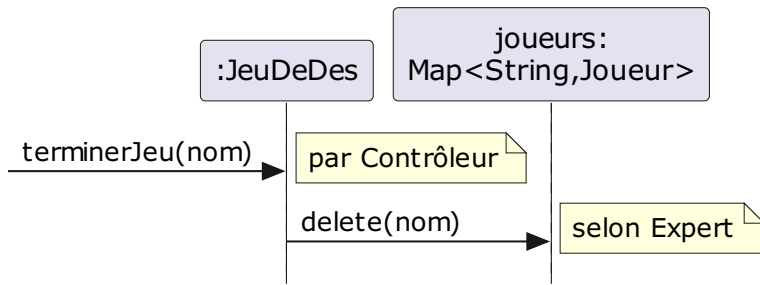 :JeuDeDes
joueurs:
Map<String,Joueur>
terminerJeu(nom)
par Contrôleur
delete(nom)
selon Expert